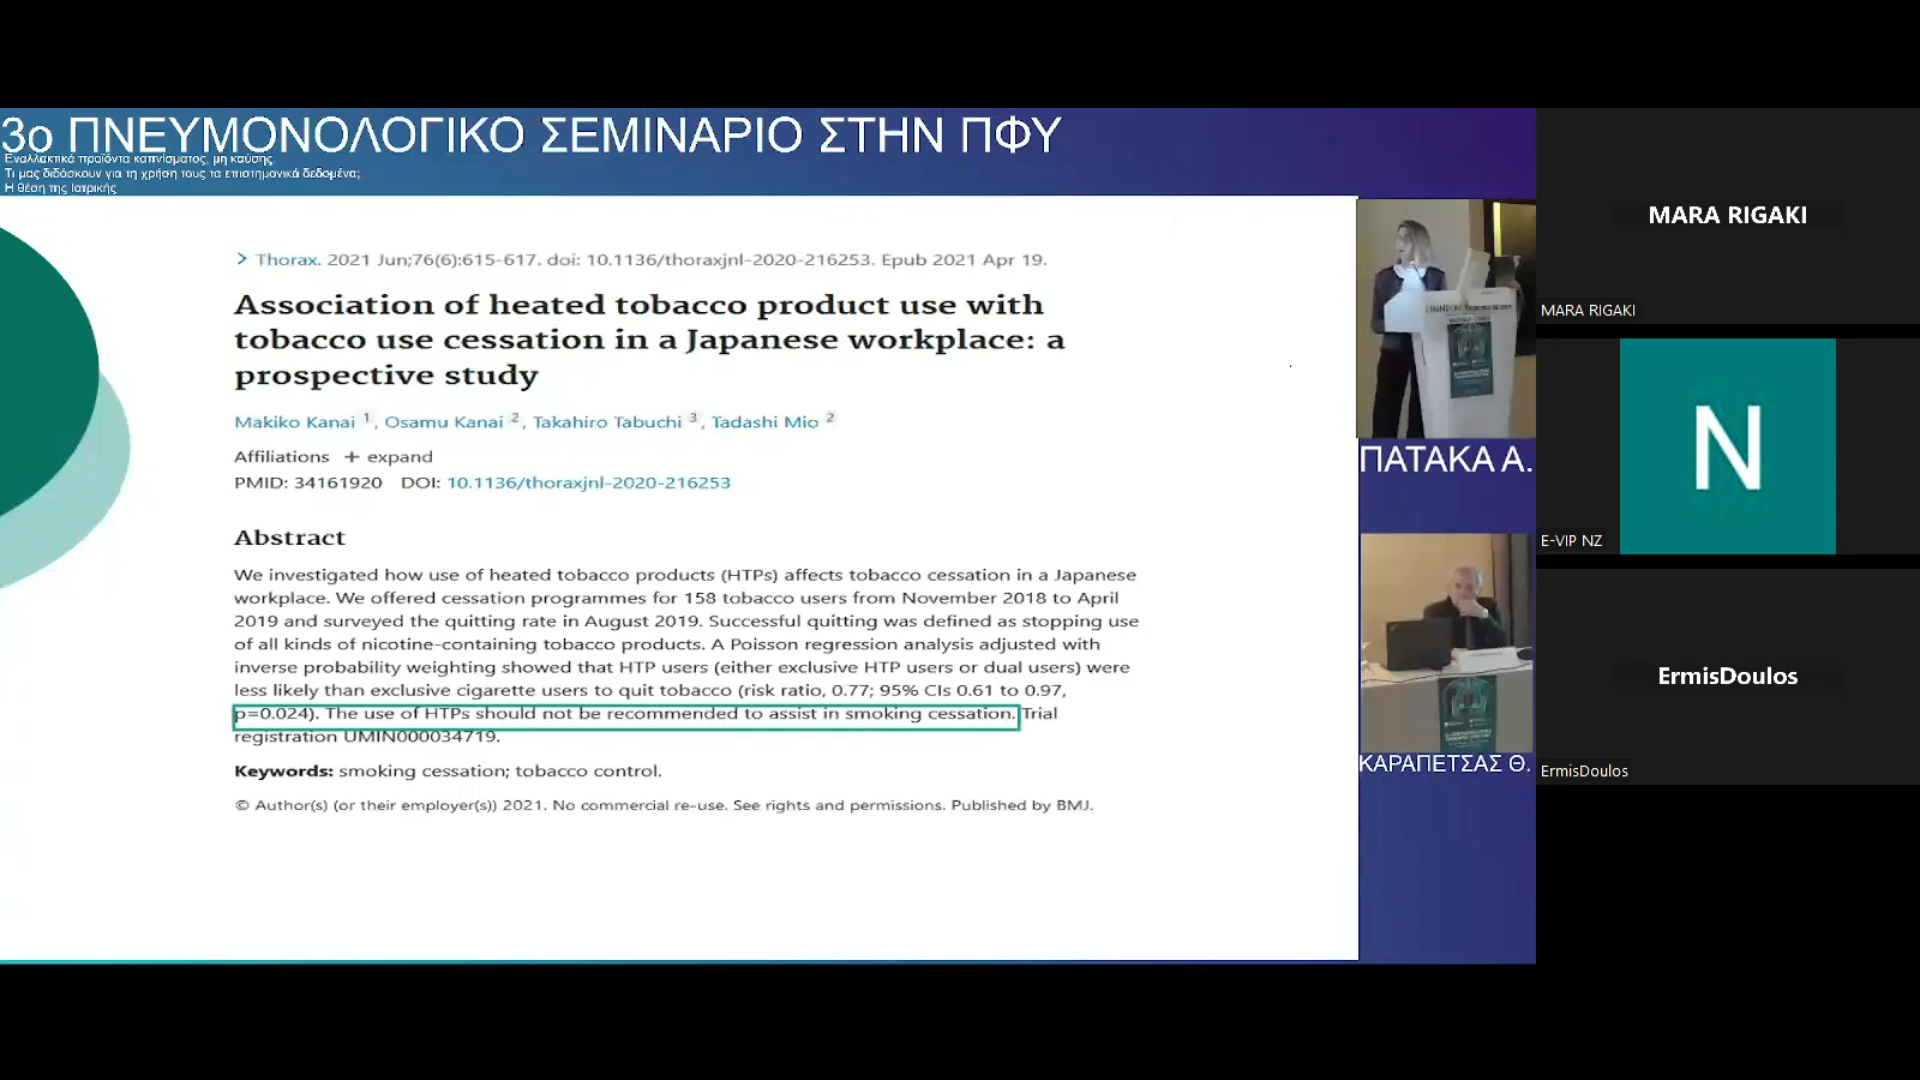 3ο ΠΝΕΥΜΟΝΟΛΟΓΙΚΟ ΣΕΜΙΝΑΡΙΟ ΣΤΗΝ ΠΦΥ
Εναλλακτικά προϊόντα καπνίσματος, μη καύσης.
Τι μας διδάσκουν για τη χρήση τους τα επιστημονικά δεδομένα;
Η θέση της Ιατρικής
> Thorax. 2021 Jun;76(6):615-617. doi: 10.1136/thoraxjnl-2020-216253. Epub 2021 Apr 19.
Association of heated tobacco product use with
tobacco use cessation in a Japanese workplace: a
prospective study
Makiko Kanai 1, Osamu Kanai 2, Takahiro Tabuchi 3, Tadashi Mio 2
Affiliations + expand
PMID: 34161920 DOI: 10.1136/thoraxjnl-2020-216253
Abstract
We investigated how use of heated tobacco products (HTPs) affects tobacco cessation in a Japanese
workplace. We offered cessation programmes for 158 tobacco users from November 2018 to April
2019 and surveyed the quitting rate in August 2019. Successful quitting was defined as stopping use
of all kinds of nicotine-containing tobacco products. A Poisson regression analysis adjusted with
inverse probability weighting showed that HTP users (either exclusive HTP users or dual users) were
less likely than exclusive cigarette users to quit tobacco (risk ratio, 0.77; 95% CIs 0.61 to 0.97,
p=0.024). The use of HTPs should not be recommended to assist in smoking cessation. Trial
registration UMIN000034719.
Keywords: smoking cessation; tobacco control.
© Author(s) (or their employer(s)) 2021. No commercial re-use. See rights and permissions. Published by BMJ.
ΠΑΤΑΚΑ Α.
ΚΑΡΑΠΕΤΣΑΣ Θ.
MARA RIGAKI
MARA RIGAKI
N
E-VIP NZ
ErmisDoulos
ErmisDoulos